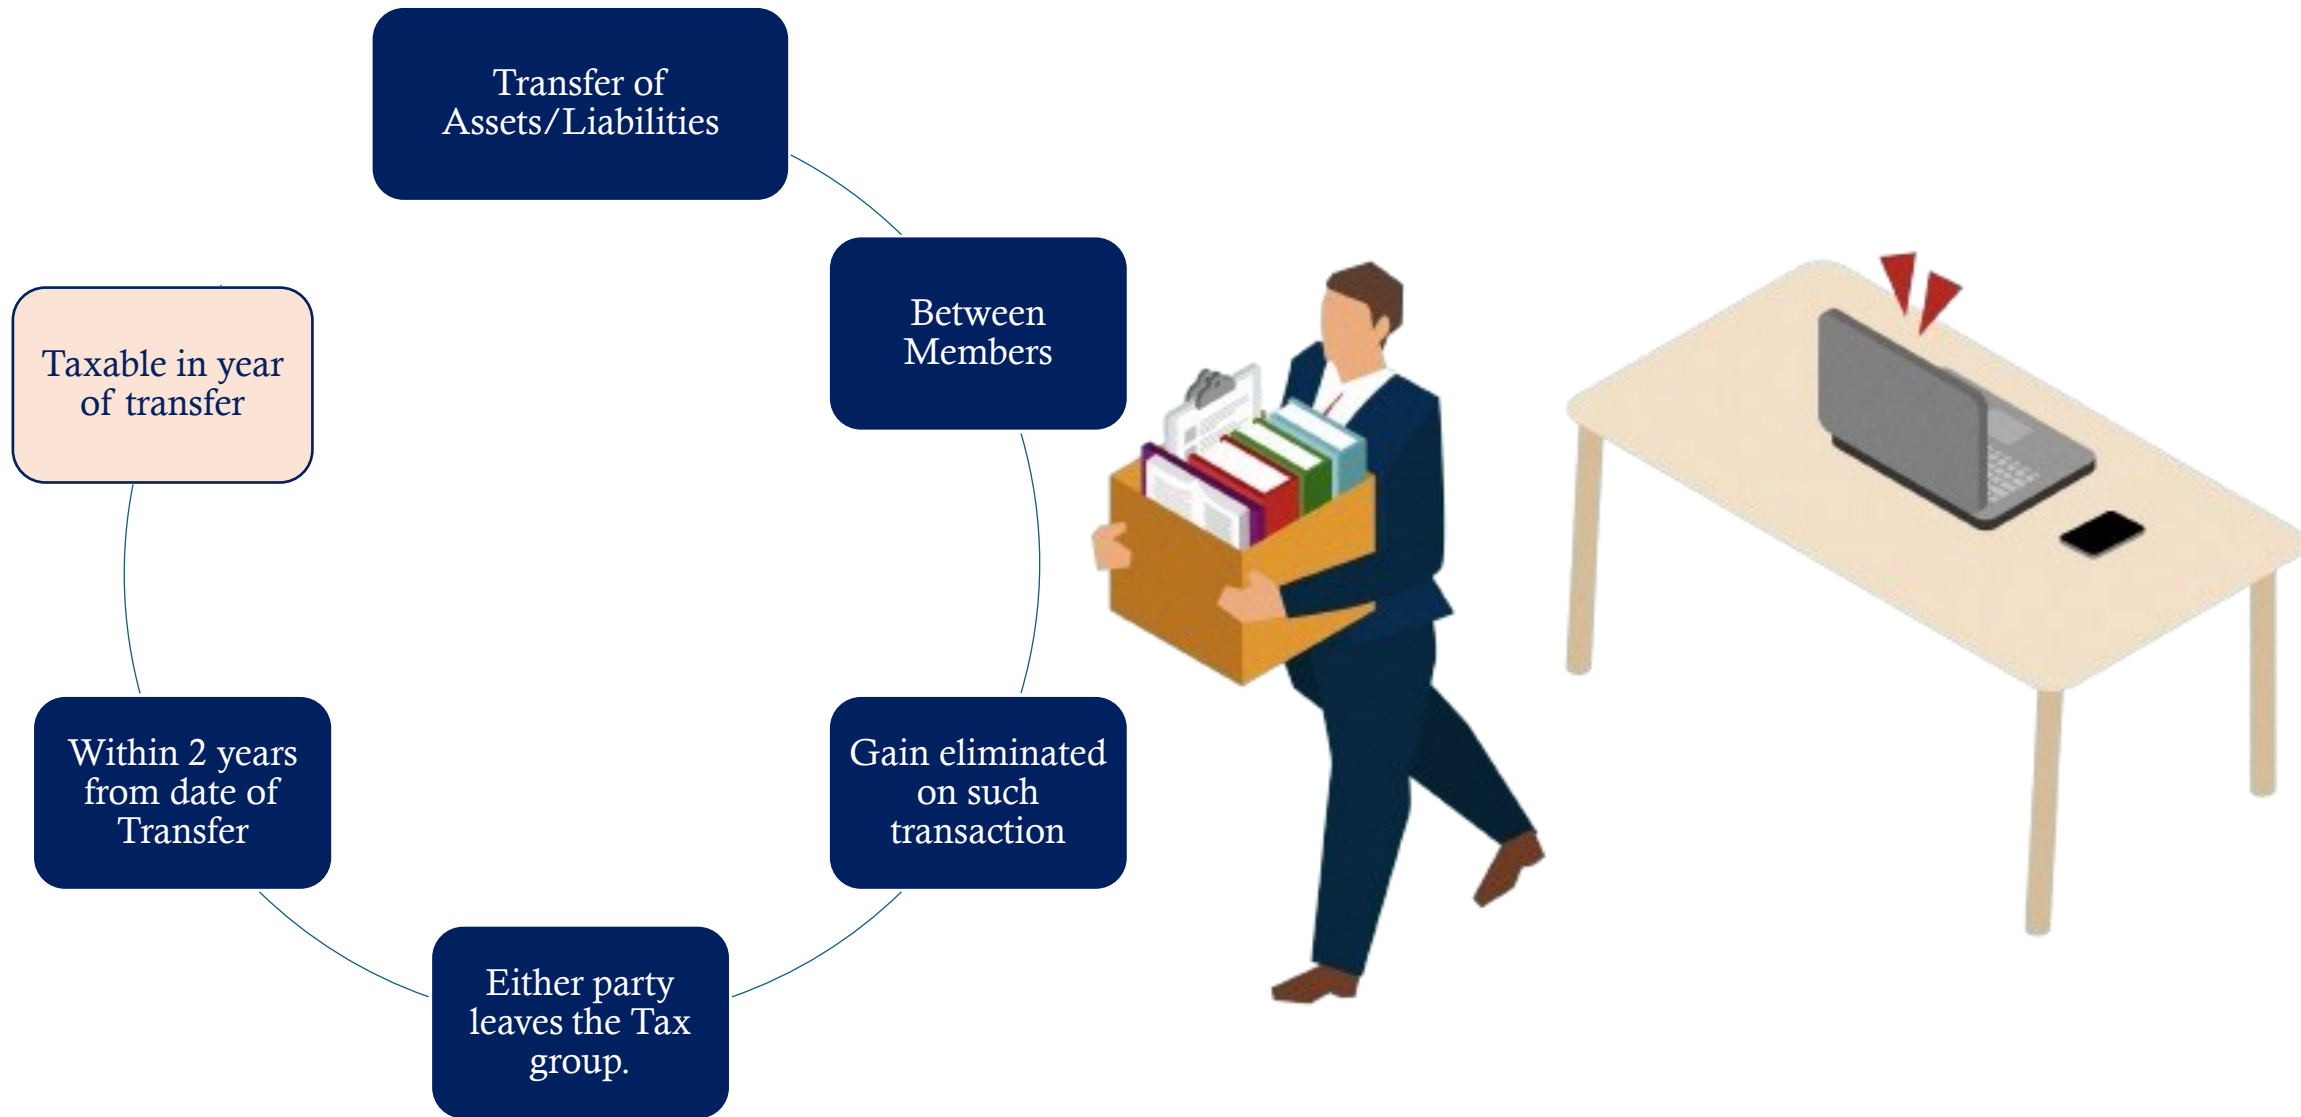 Transfer of
Assets/Liabilities
Between
Members
Gain eliminated
on such
transaction
Either party
leaves the Tax
group.
Within 2 years
from date of
Transfer
Taxable in year
of transfer